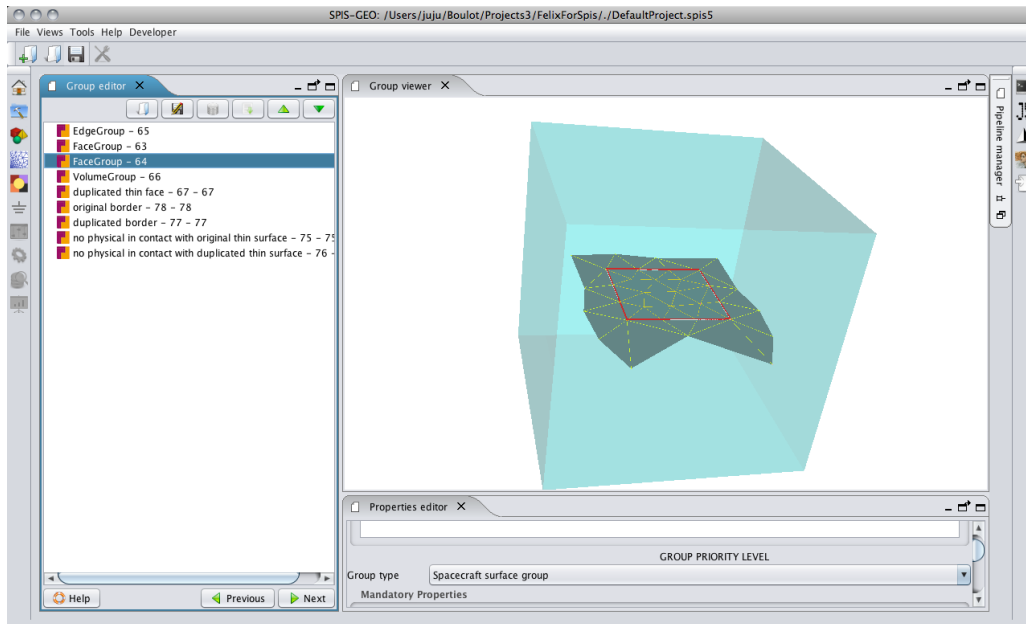 SPIS-GEO: /Users/juju/Boulot/Projects3/FelixForSpis/./DefaultProject.spis5
File Views Tools Help Developer
Group editor
Group viewer
EdgeGroup - 65
FaceGroup - 63
FaceGroup - 64
VolumeGroup - 66
duplicated thin face - 67 - 67
original border - 78 - 78
duplicated border - 77 - 77
no physical in contact with original thin surface - 75 - 75
no physical in contact with duplicated thin surface - 76 -
Pipeline manager
Properties editor
GROUP PRIORITY LEVEL
Group type Spacecraft surface group
Mandatory Properties
Help Previous Next